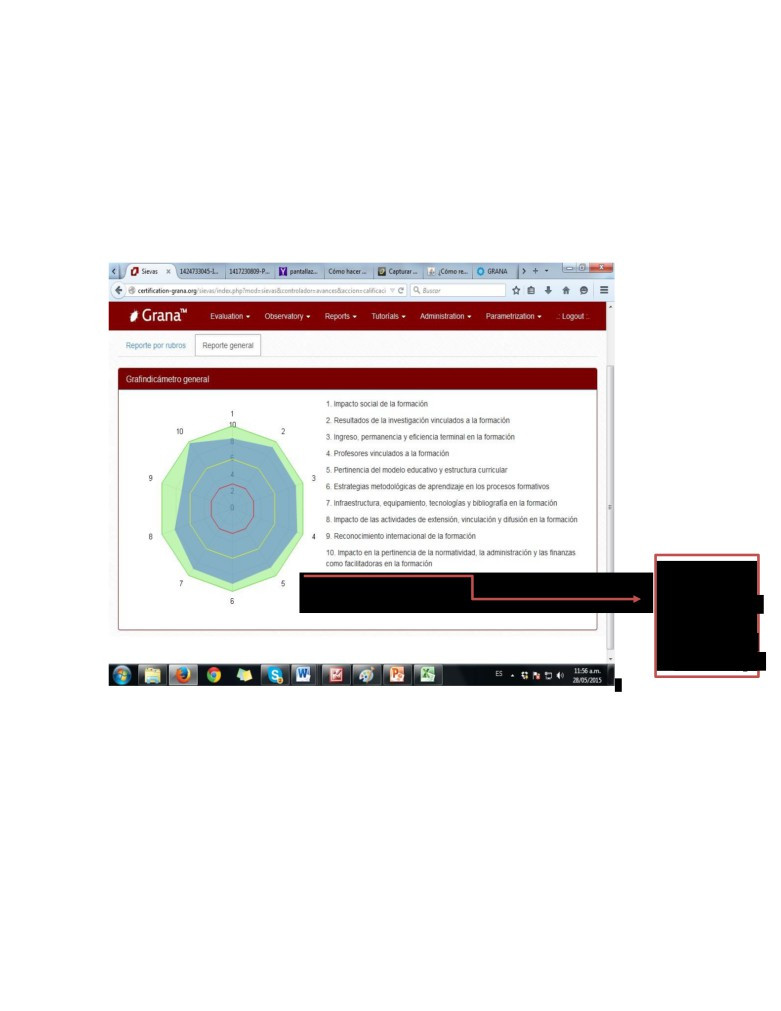 Sievas × 1424733045-I... 1417230809-P... pantallaz... Cómo hacer ... Capturar ... ¿Cómo re... GRANA
certification-grana.org/sievas/index.php?mod=sievas&controlador=avances&accion=calificaci Buscar
Grana™ Evaluation Observatory Reports Tutorials Administration Parametrization .: Logout :.
Reporte por rubros Reporte general
Grafindicámetro general
1. Impacto social de la formación
2. Resultados de la investigación vinculados a la formación
3. Ingreso, permanencia y eficiencia terminal en la formación
4. Profesores vinculados a la formación
5. Pertinencia del modelo educativo y estructura curricular
6. Estrategias metodológicas de aprendizaje en los procesos formativos
7. Infraestructura, equipamiento, tecnologías y bibliografía en la formación
8. Impacto de las actividades de extensión, vinculación y difusión en la formación
9. Reconocimiento internacional de la formación
10. Impacto en la pertinencia de la normatividad, la administración y las finanzas
como facilitadoras en la formación
1
10
10
2
8
6
9
4
3
2
0
8
4
7
5
6
ES 11:56 a.m.
28/05/2015